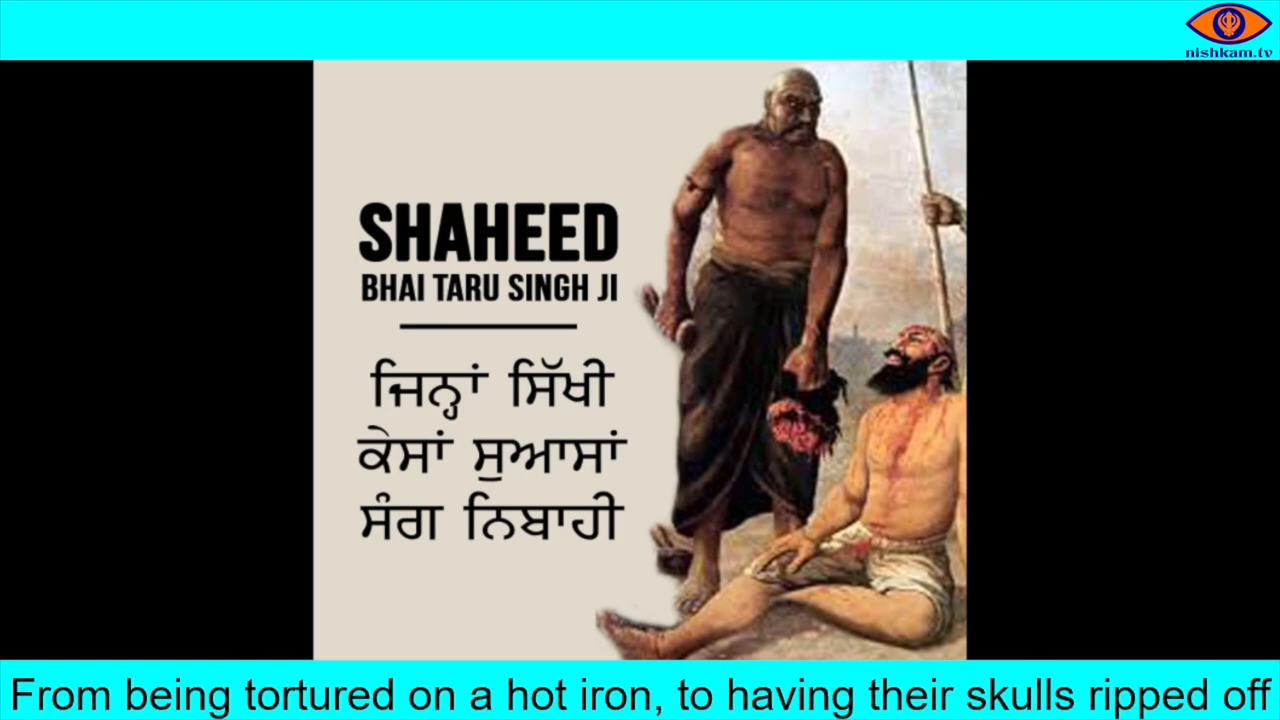 nishkam.tv
SHAHEED
BHAI TARU SINGH JI
ਜਿਨ੍ਹਾਂ ਸਿੱਖੀ
ਕੇਸਾਂ ਸੁਆਸਾਂ
ਸੰਗ ਨਿਬਾਹੀ
From being tortured on a hot iron, to having their skulls ripped off